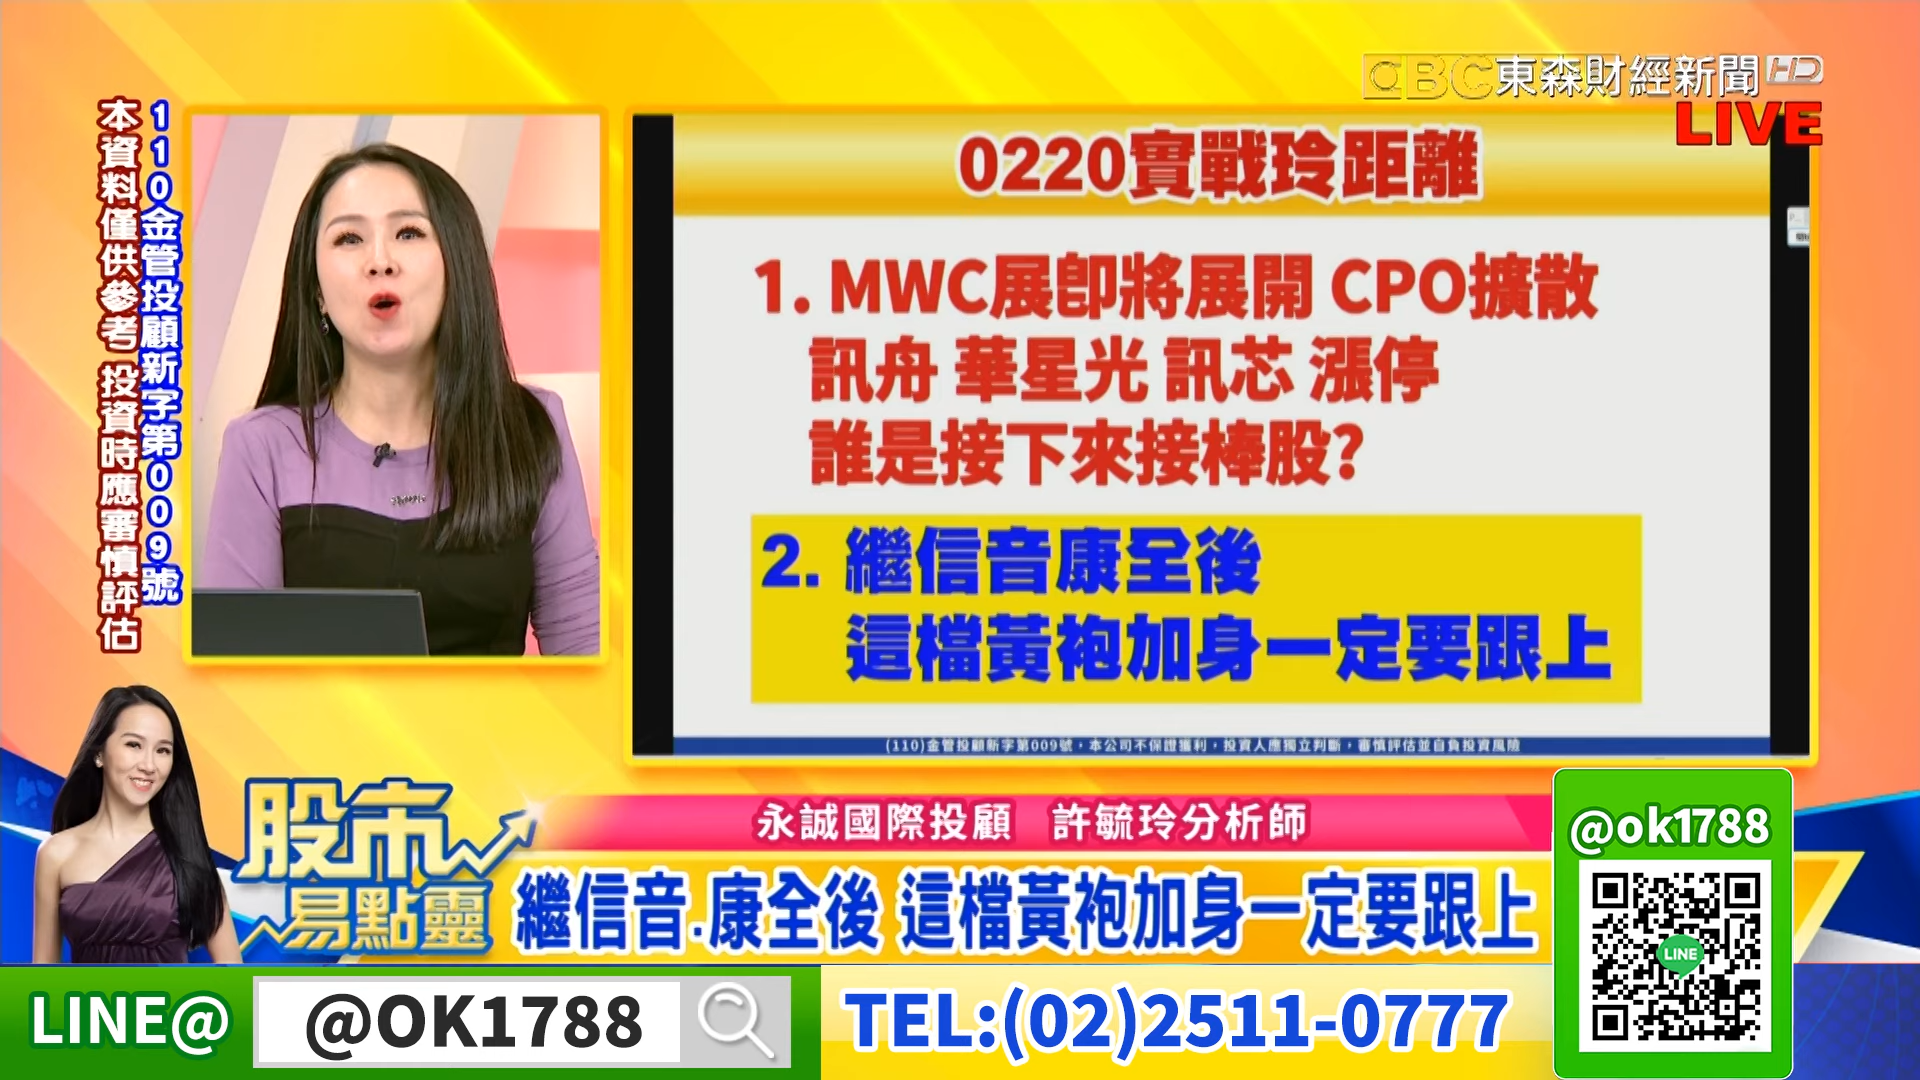 EBC東森財經新聞HD
LIVE
110金管投顧新字第009號
本資料僅供參考 投資時應審慎評估
0220實戰玲距離
1. MWC展即將展開 CPO擴散
訊舟 華星光 訊芯 漲停
誰是接下來接棒股?
2. 繼信音康全後
這檔黃袍加身一定要跟上
(110)金管投顧新字第009號，本公司不保證獲利，投資人應獨立判斷，審慎評估並自負投資風險
股市
易點靈
永誠國際投顧 許毓玲分析師
繼信音.康全後 這檔黃袍加身一定要跟上
@ok1788
LINE
LINE@ @OK1788
TEL:(02)2511-0777